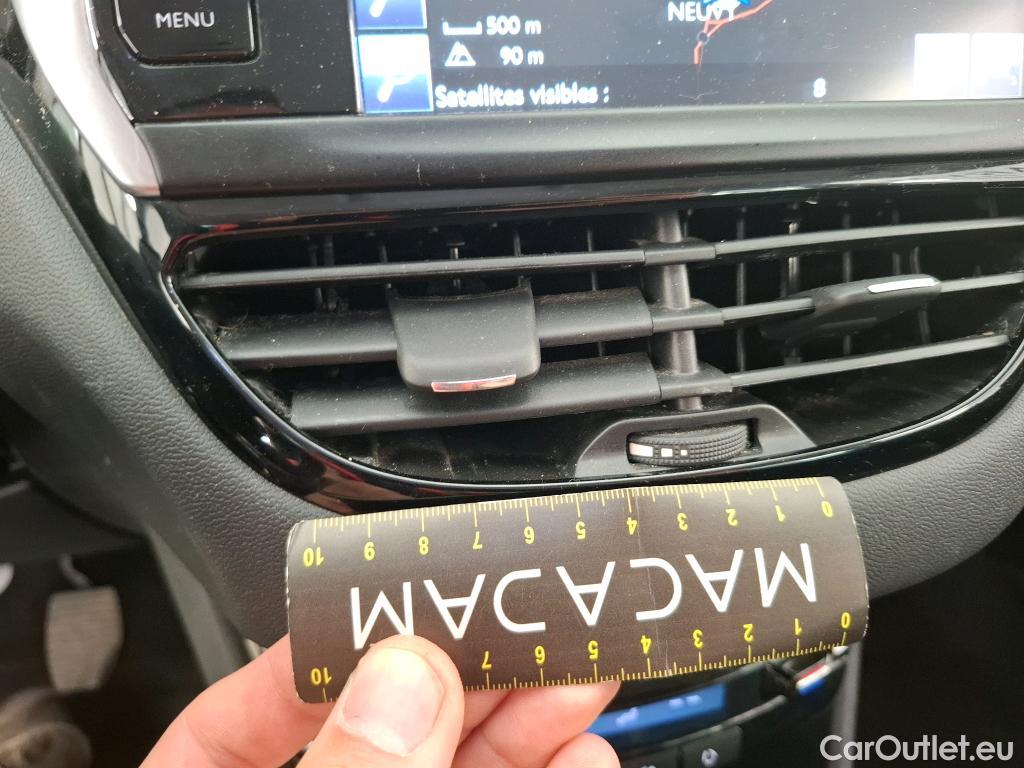 MENU
500 m
90 m
NEUVY
Satellites visibles :
8
0 1 2 3 4 5 6 7 8 9 10
MACADAM
0 1 2 3 4 5 6 7 10
CarOutlet.eu